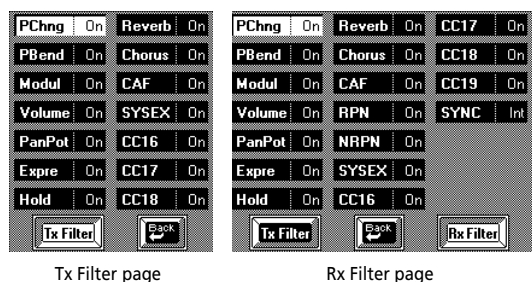 PChng On Reverb On
PBend On Chorus On
Modul On CAF On
Volume On SYSEX On
PanPot On CC16 On
Expre On CC17 On
Hold On CC18 On
Tx Filter Back
Tx Filter page
PChng On Reverb On CC17 On
PBend On Chorus On CC18 On
Modul On CAF On CC19 On
Volume On RPN On SYNC Int
PanPot On NRPN On
Expre On SYSEX On
Hold On CC16 On
Tx Filter Back Rx Filter
Rx Filter page